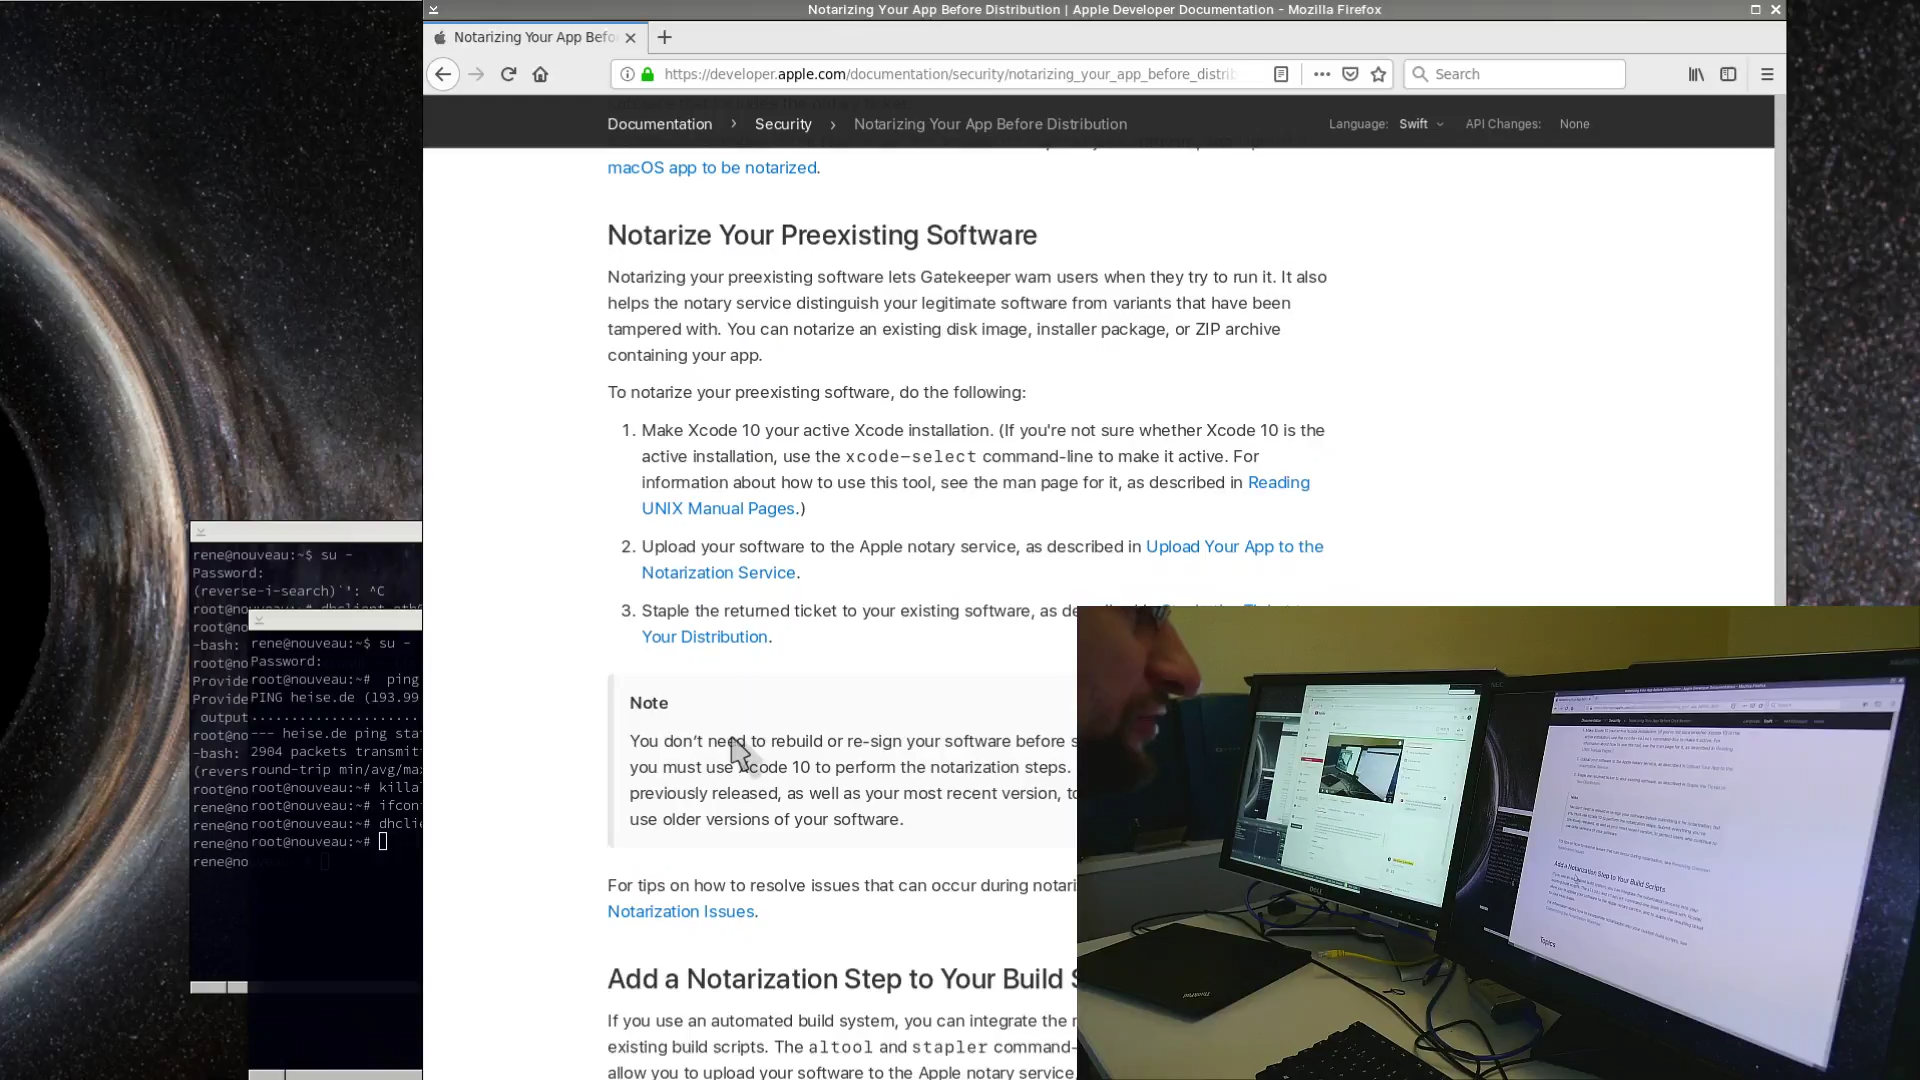 Notarizing Your App Before Distribution | Apple Developer Documentation - Mozilla Firefox
Notarizing Your App Befo
https://developer.apple.com/documentation/security/notarizing_your_app_before_distrib
Search
Documentation > Security > Notarizing Your App Before Distribution
Language: Swift API Changes: None
macOS app to be notarized.
Notarize Your Preexisting Software
Notarizing your preexisting software lets Gatekeeper warn users when they try to run it. It also
helps the notary service distinguish your legitimate software from variants that have been
tampered with. You can notarize an existing disk image, installer package, or ZIP archive
containing your app.
To notarize your preexisting software, do the following:
1. Make Xcode 10 your active Xcode installation. (If you're not sure whether Xcode 10 is the
active installation, use the xcode-select command-line to make it active. For
information about how to use this tool, see the man page for it, as described in Reading
UNIX Manual Pages.)
2. Upload your software to the Apple notary service, as described in Upload Your App to the
Notarization Service.
3. Staple the returned ticket to your existing software, as de
Your Distribution.
Note
You don't need to rebuild or re-sign your software before s
you must use Xcode 10 to perform the notarization steps.
previously released, as well as your most recent version, to
use older versions of your software.
For tips on how to resolve issues that can occur during notari
Notarization Issues.
Add a Notarization Step to Your Build S
If you use an automated build system, you can integrate the n
existing build scripts. The altool and stapler command-
allow you to upload your software to the Apple notary service
rene@nouveau:~$ su -
Password:
(reverse-i-search)`': ^C
root@nouveau:~# dhclient eth
root@nou
-bash:
root@no
Provide
Provide
output
-bash:
(revers
root@no
rene@no
rene@no
rene@no
rene@no
rene@nouveau:~$ su -
Password:
root@nouveau:~# ping
PING heise.de (193.99
....................
--- heise.de ping sta
2904 packets transmit
round-trip min/avg/max
root@nouveau:~# killa
root@nouveau:~# ifconf
root@nouveau:~# dhclie
root@nouveau:~#
DELL
NEC
ThinkPad
Add a Notarization Step to Your Build Scripts
Topics